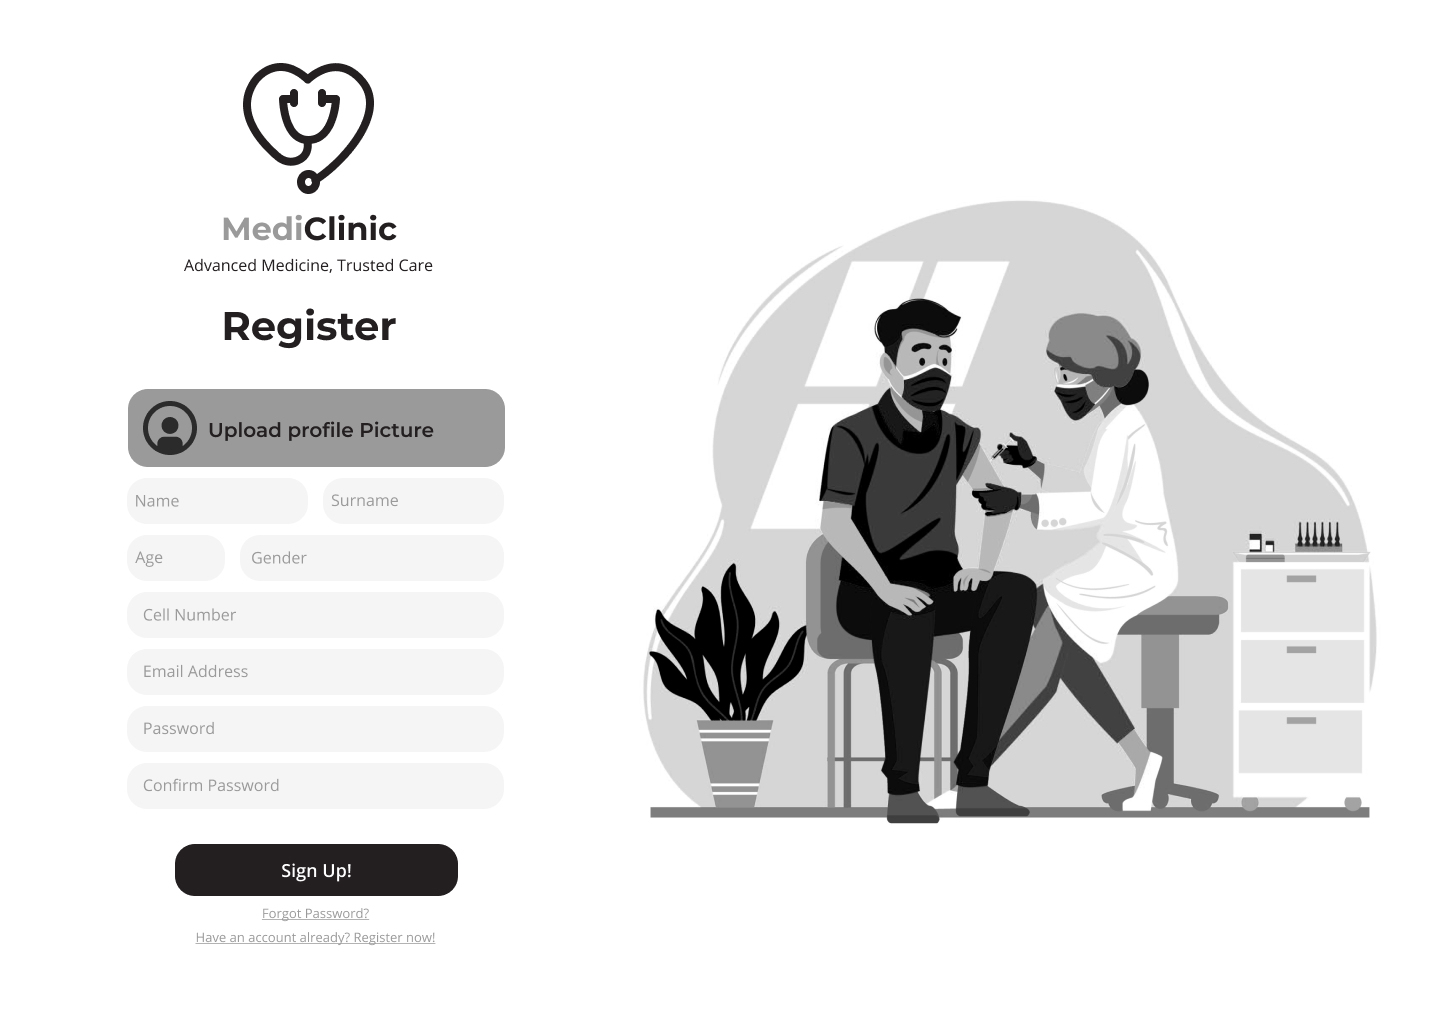 MediClinic
Advanced Medicine, Trusted Care
Register
Upload profile Picture
Name
Surname
Age
Gender
Cell Number
Email Address
Password
Confirm Password
Sign Up!
Forgot Password?
Have an account already? Register now!